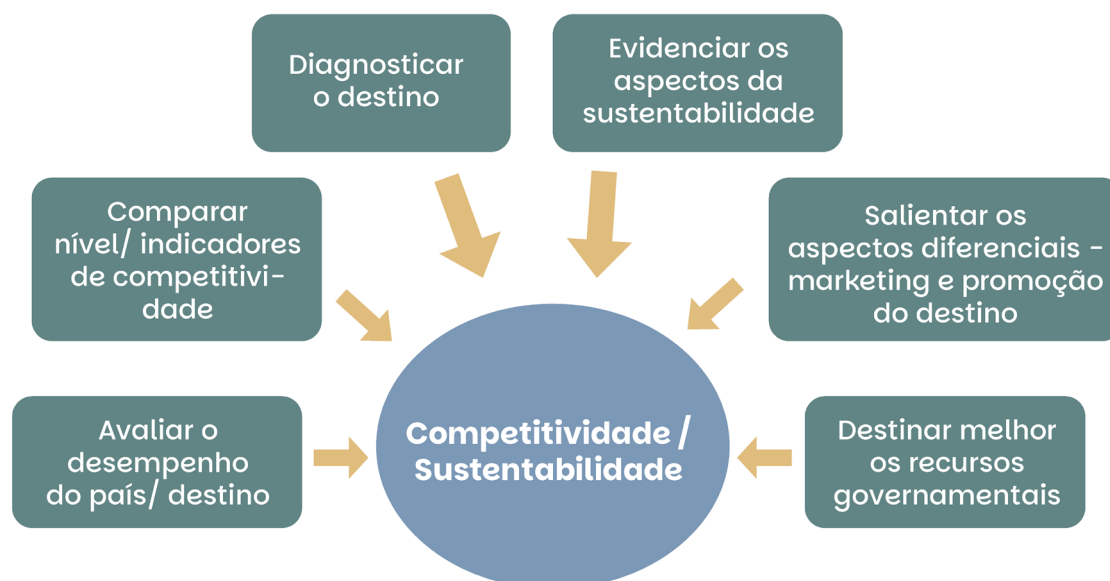 Diagnosticar
o destino
Evidenciar os
aspectos da
sustentabilidade
Comparar
nível/ indicadores
de competitivi-
dade
Salientar os
aspectos diferenciais -
marketing e promoção
do destino
Avaliar o
desempenho
do país/ destino
Competitividade /
Sustentabilidade
Destinar melhor
os recursos
governamentais